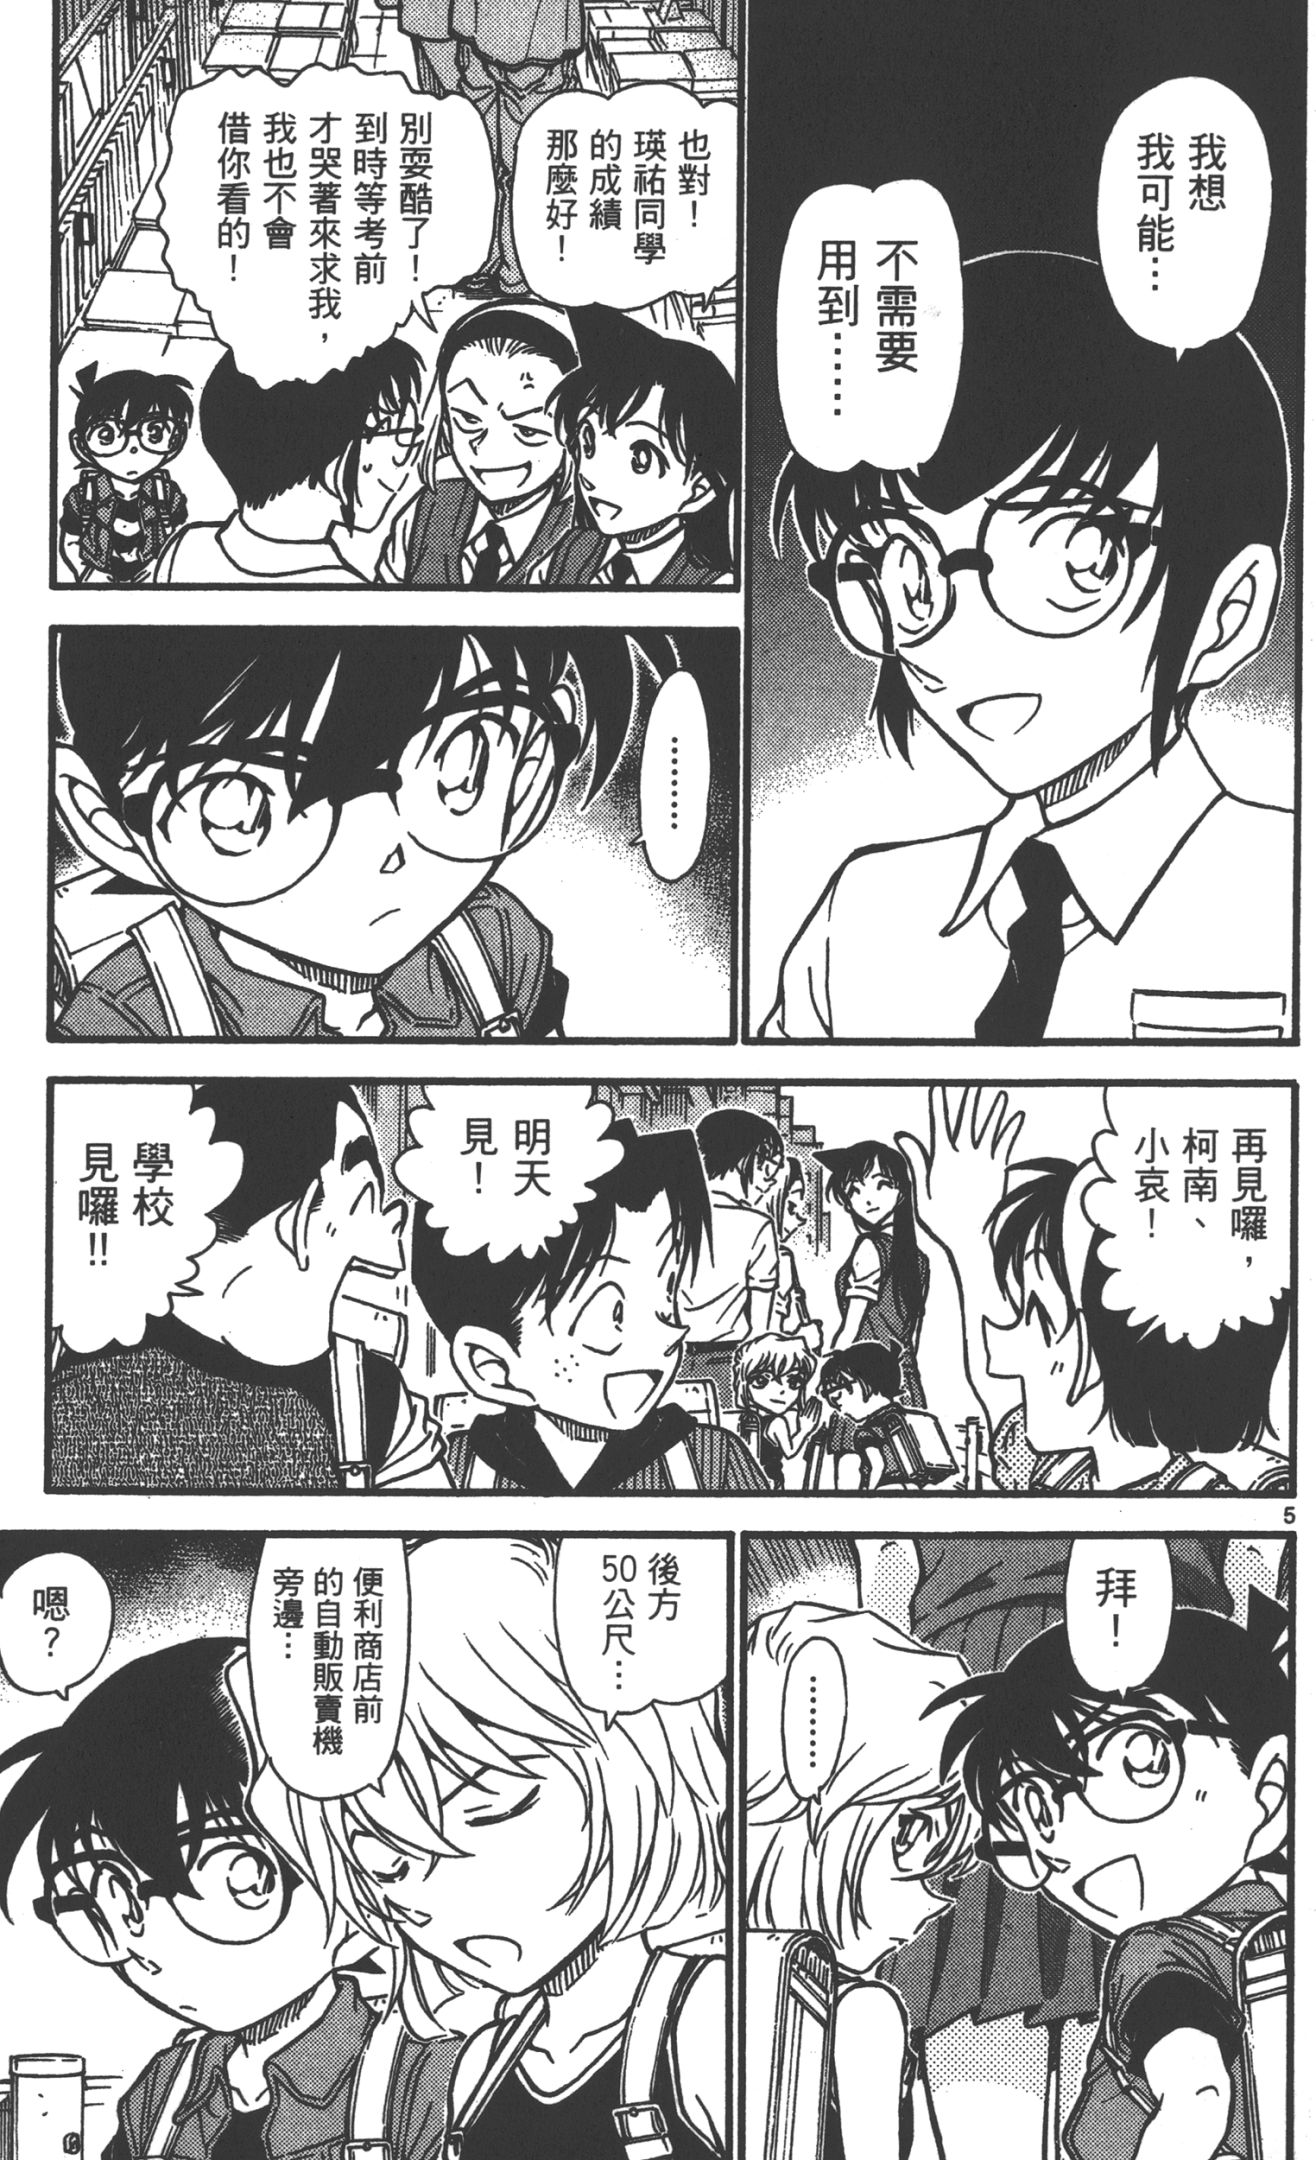 我想
我可能…
不需要
用到……
也對！
瑛祐同學
的成績
那麼好！
別耍酷了！
到時等考前
才哭著來求我，
我也不會
借你看的！
………
再見囉，
柯南、
小哀！
明天
見！
學校
見囉!!
5
拜！
………
後方
50公尺…
便利商店前
的自動販賣機
旁邊…
嗯？